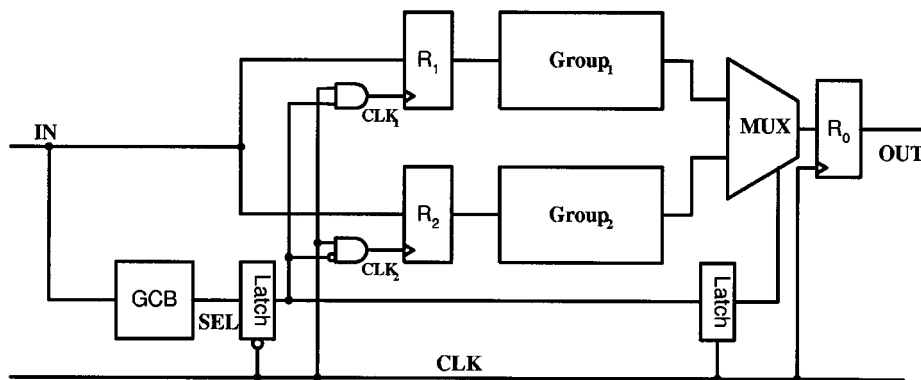 R1
Group1
CLK1
MUX
R0
IN
OUT
R2
Group2
CLK2
GCB
SEL
Latch
Latch
CLK